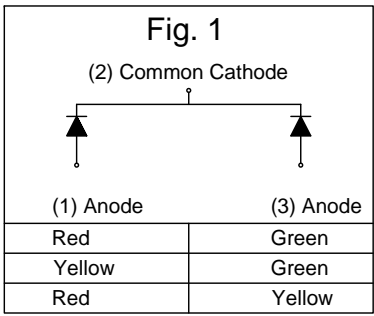 Fig. 1
(2) Common Cathode
(1) Anode (3) Anode
Red Green
Yellow Green
Red Yellow